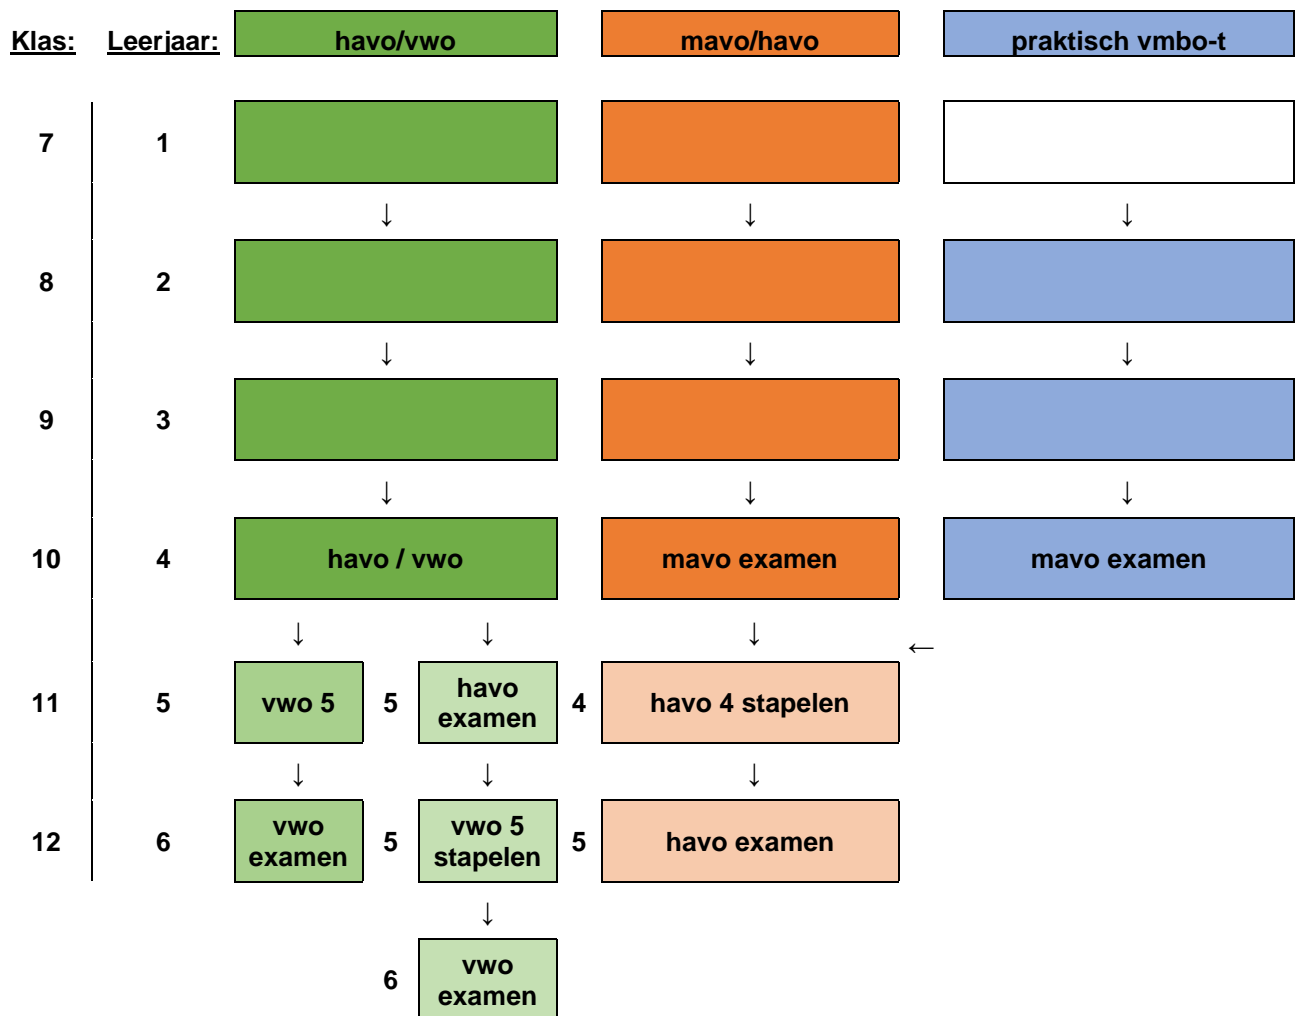 Klas: Leerjaar: havo/vwo mavo/havo praktisch vmbo-t
7 1
↓ ↓ ↓
8 2
↓ ↓ ↓
9 3
↓ ↓ ↓
10 4 havo / vwo mavo examen mavo examen
↓ ↓ ↓ ←
11 5 vwo 5 5 havo examen 4 havo 4 stapelen
↓ ↓ ↓
12 6 vwo examen 5 vwo 5 stapelen 5 havo examen
↓
6 vwo examen